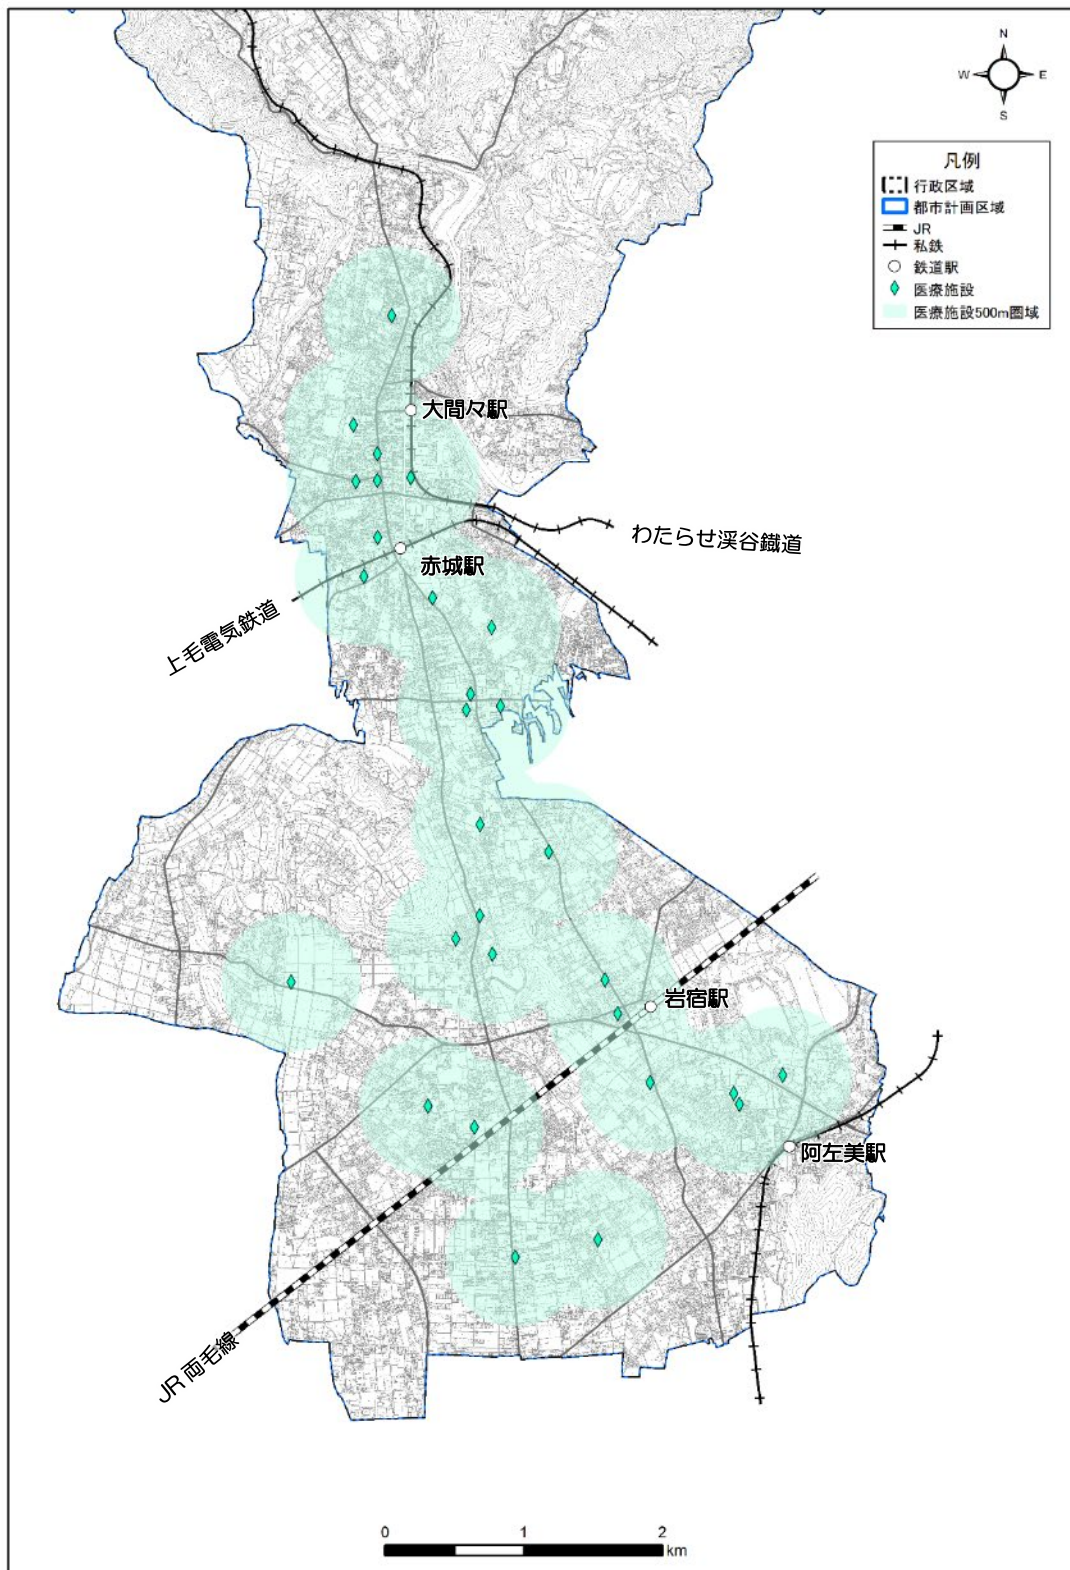 N
W E
S
凡例
行政区域
都市計画区域
JR
私鉄
鉄道駅
医療施設
医療施設500m圏域
大間々駅
わたらせ渓谷鐵道
赤城駅
上毛電気鉄道
岩宿駅
阿左美駅
JR両毛線
0 1 2
km